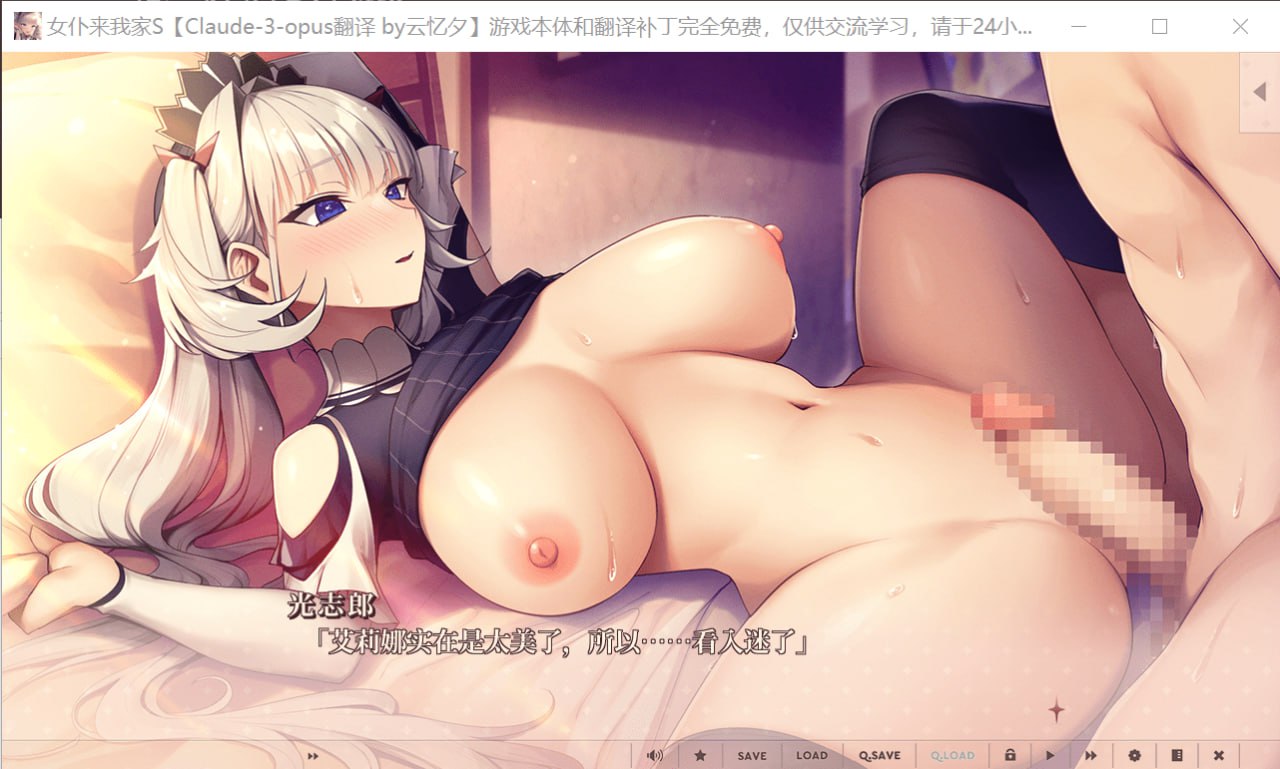 女仆来我家S【Claude-3-opus翻译 by云忆夕】游戏本体和翻译补丁完全免费，仅供交流学习，请于24小...
光志郎
「艾莉娜实在是太美了，所以……看入迷了」
SAVE LOAD Q.SAVE Q.LOAD